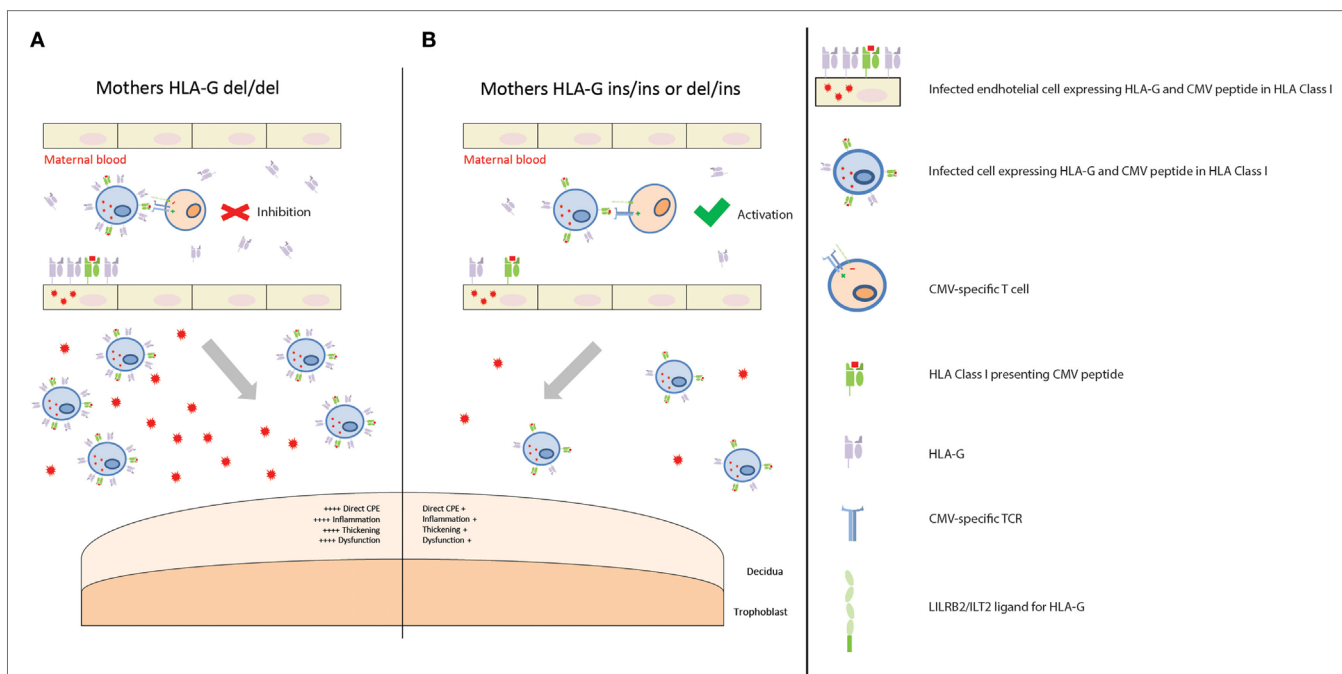 A
Mothers HLA-G del/del
Maternal blood
Inhibition
++++ Direct CPE
++++ Inflammation
++++ Thickening
++++ Dysfunction
B
Mothers HLA-G ins/ins or del/ins
Maternal blood
Activation
Direct CPE +
Inflammation +
Thickening +
Dysfunction +
Decidua
Trophoblast
Infected endhotelial cell expressing HLA-G and CMV peptide in HLA Class I
Infected cell expressing HLA-G and CMV peptide in HLA Class I
CMV-specific T cell
HLA Class I presenting CMV peptide
HLA-G
CMV-specific TCR
LILRB2/ILT2 ligand for HLA-G